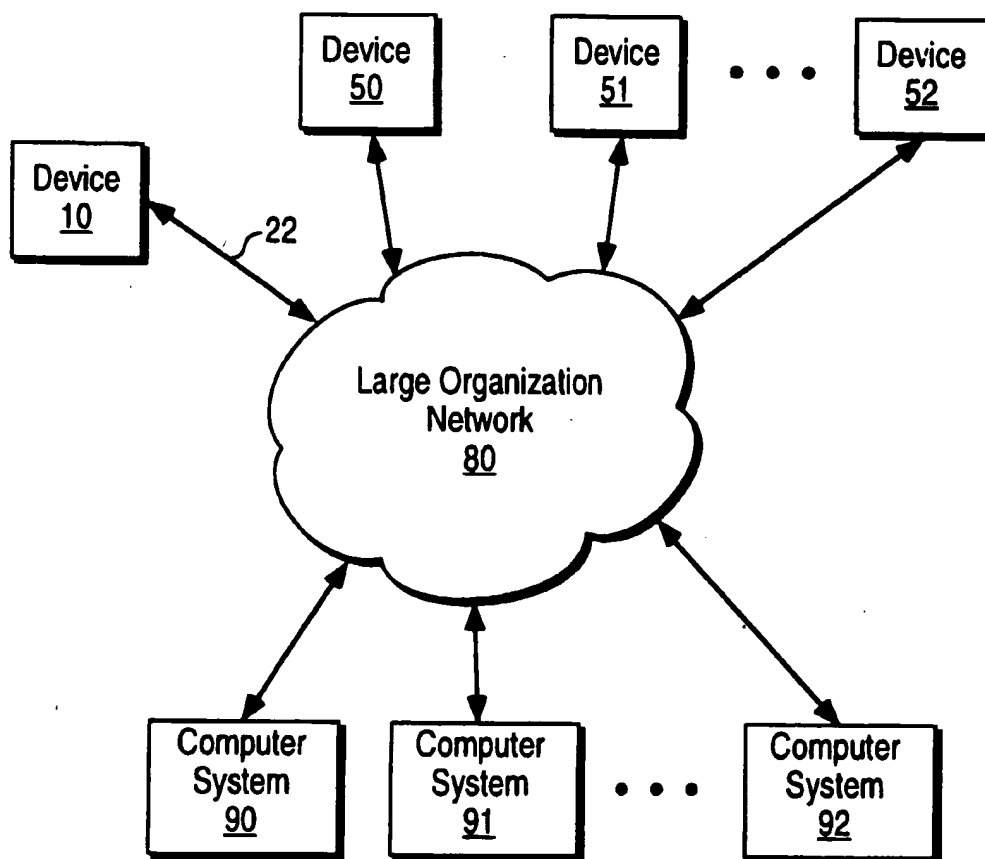 Device
50
Device
51
Device
52
Device
10
22
Large Organization
Network
80
Computer
System
90
Computer
System
91
Computer
System
92